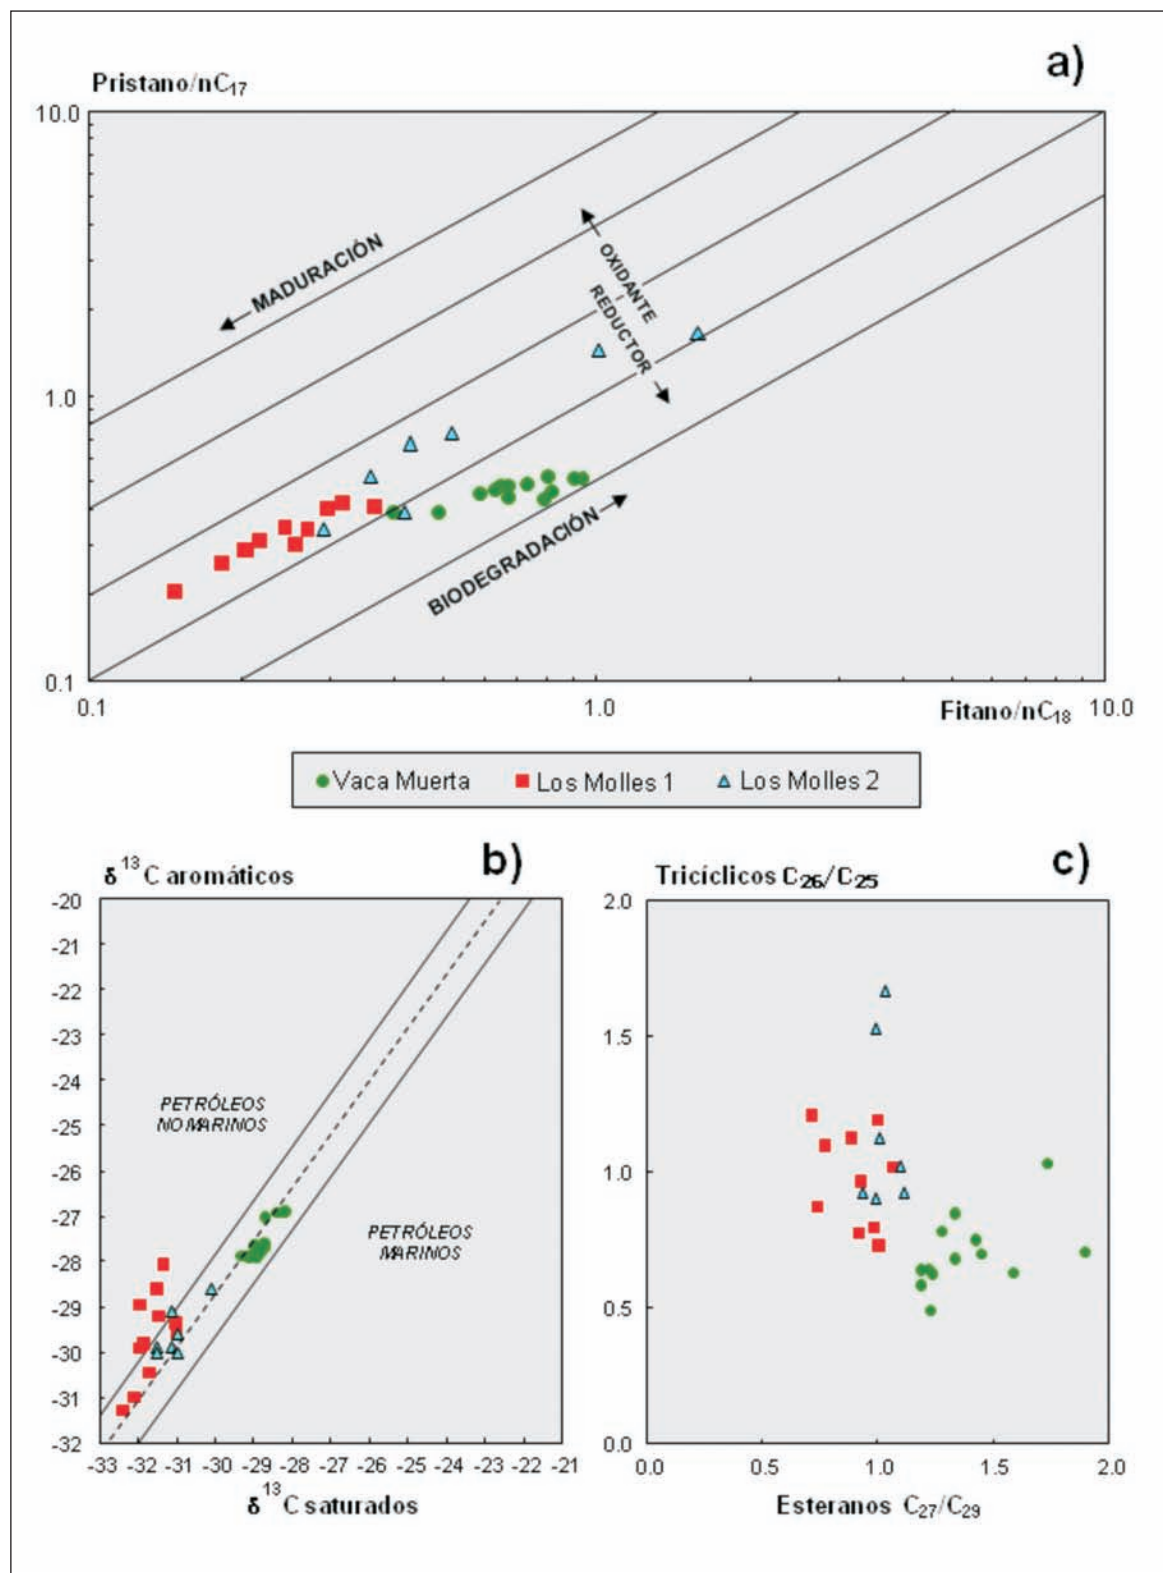 a)
Pristano/nC₁₇
10.0
1.0
0.1
MADURACIÓN
OXIDANTE
REDUCTOR
BIODEGRADACIÓN
0.1
1.0
Fitano/nC₁₈
10.0
Vaca Muerta
Los Molles 1
Los Molles 2
b)
δ¹³C aromáticos
-20
-21
-22
-23
-24
-25
-26
-27
-28
-29
-30
-31
-32
PETRÓLEOS
NO MARINOS
PETRÓLEOS
MARINOS
-33 -32 -31 -30 -29 -28 -27 -26 -25 -24 -23 -22 -21
δ¹³C saturados
c)
Tricíclicos C₂₆/C₂₅
2.0
1.5
1.0
0.5
0.0
0.0 0.5 1.0 1.5 2.0
Esteranos C₂₇/C₂₉